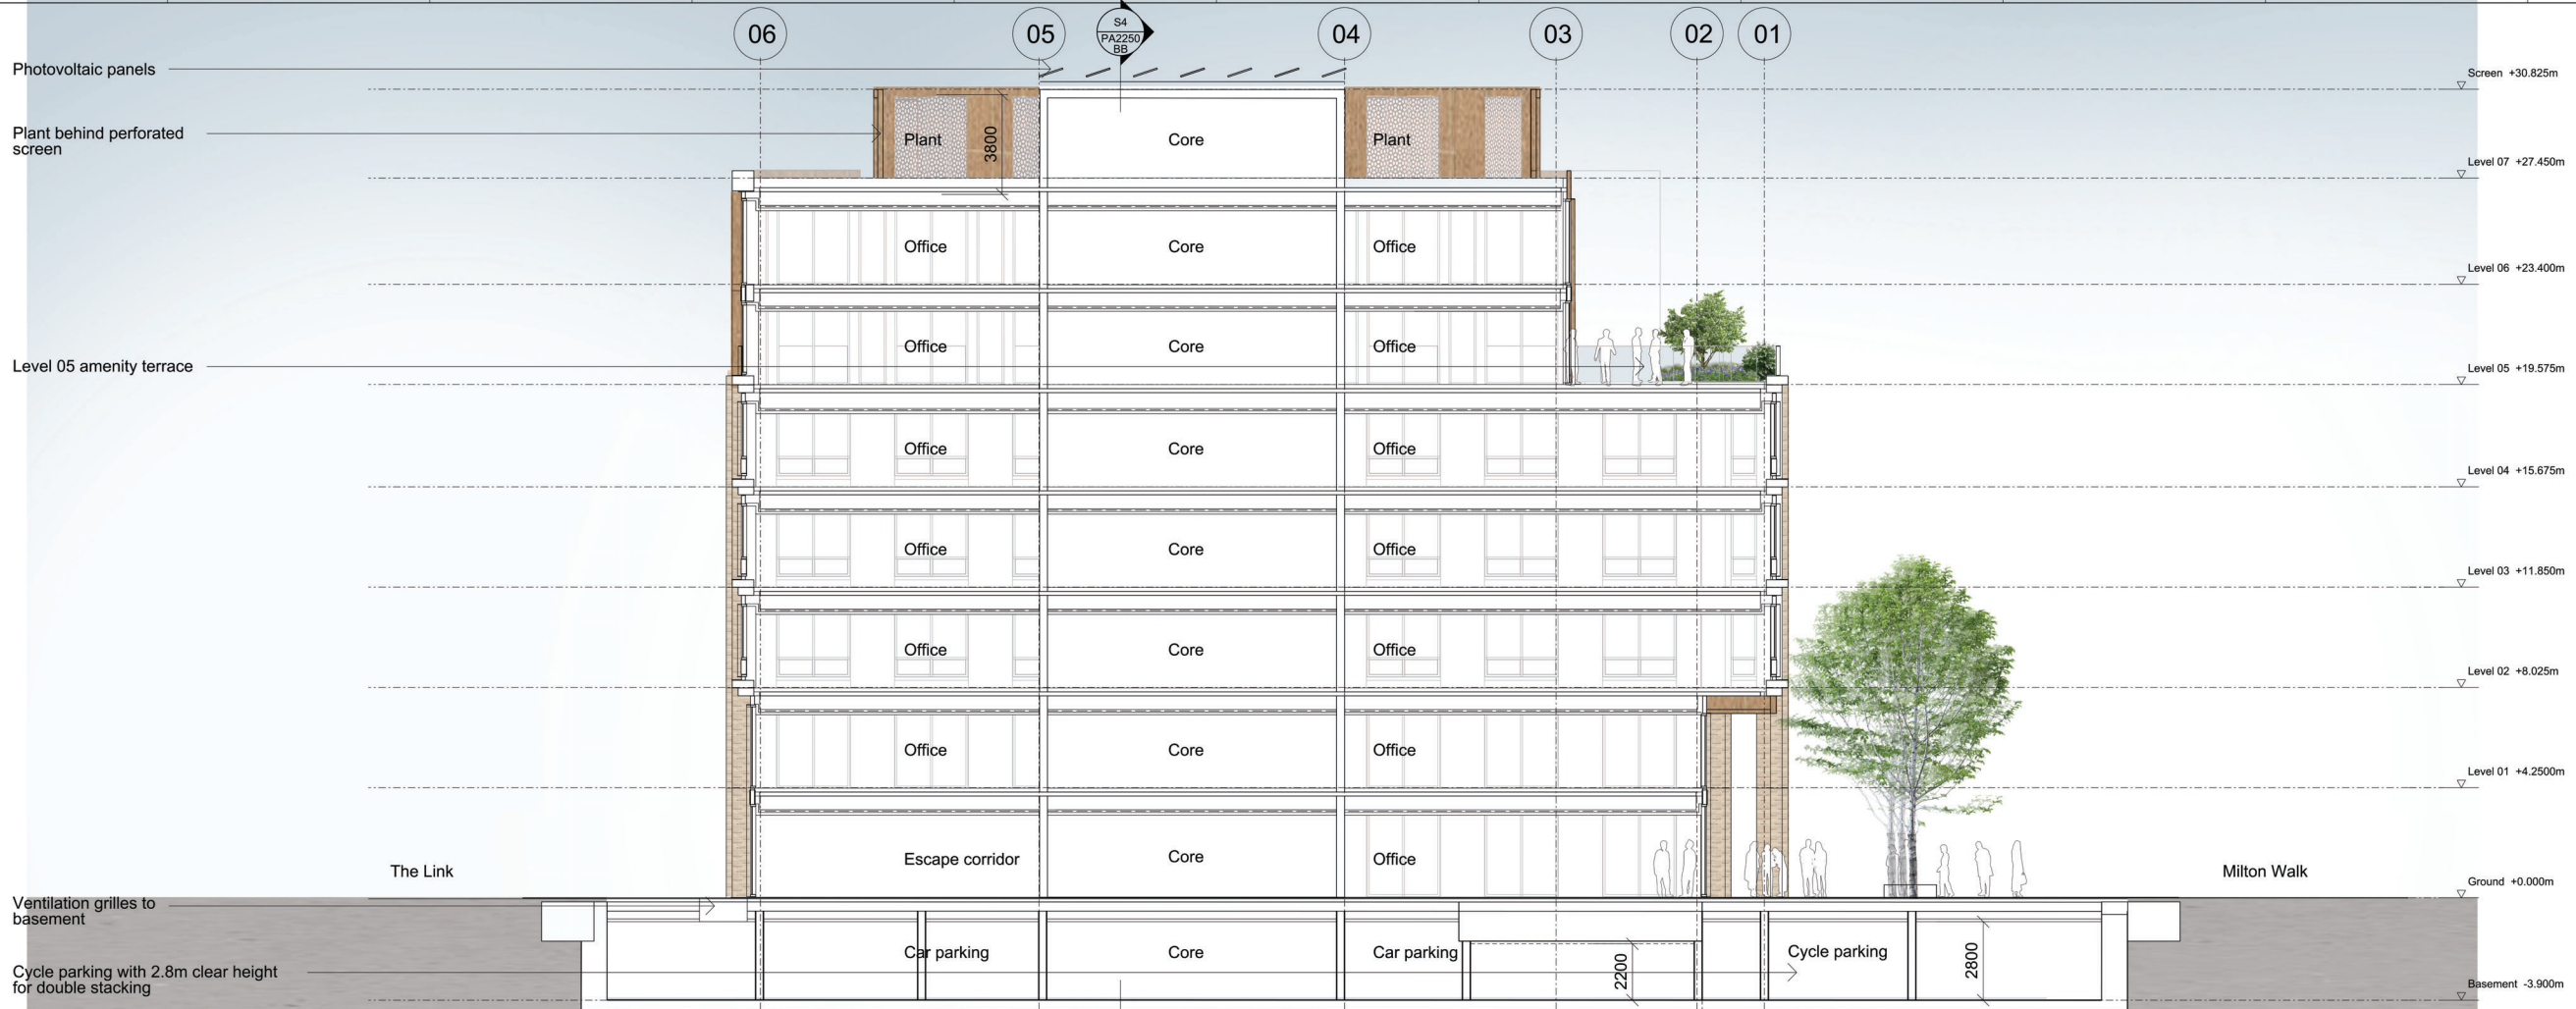 06
05
S4
PA2250
BB
04
03
02
01
Photovoltaic panels
Screen +30.825m
Plant behind perforated
screen
Plant
3800
Core
Plant
Level 07 +27.450m
Office
Core
Office
Level 06 +23.400m
Office
Core
Office
Level 05 amenity terrace
Level 05 +19.575m
Office
Core
Office
Level 04 +15.675m
Office
Core
Office
Level 03 +11.850m
Office
Core
Office
Level 02 +8.025m
Office
Core
Office
Level 01 +4.2500m
Escape corridor
Core
Office
The Link
Milton Walk
Ground +0.000m
Ventilation grilles to
basement
Car parking
Core
Car parking
2200
Cycle parking
2800
Cycle parking with 2.8m clear height
for double stacking
Basement -3.900m